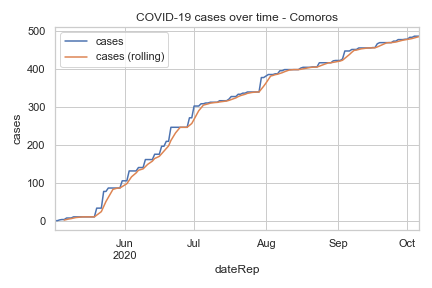 COVID-19 cases over time - Comoros
500
400
300
200
100
0
cases
cases (rolling)
cases
Jun
2020
Jul
Aug
Sep
Oct
dateRep